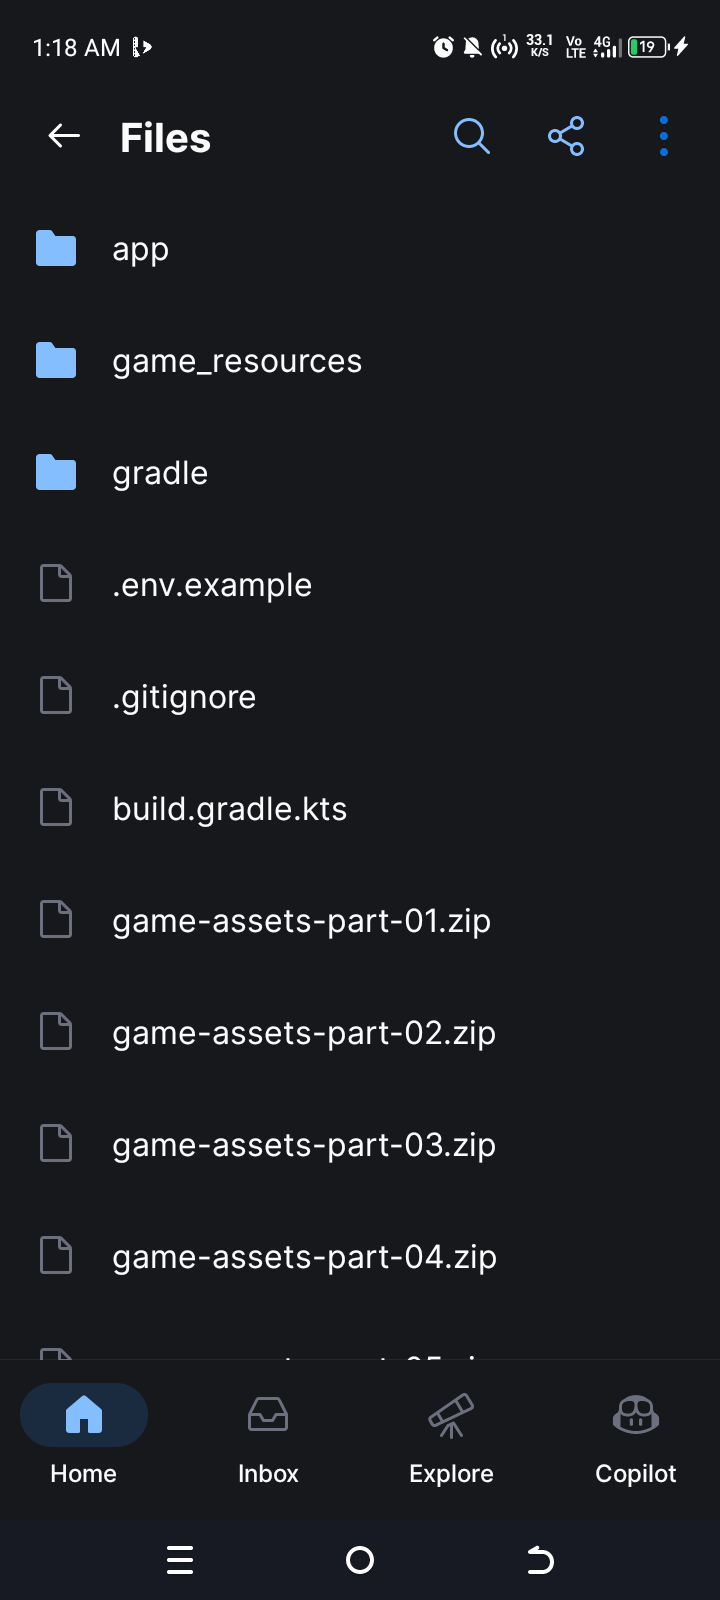 1:18 AM
1
33.1
K/S
Vo
LTE
4G
19
Files
app
game_resources
gradle
.env.example
.gitignore
build.gradle.kts
game-assets-part-01.zip
game-assets-part-02.zip
game-assets-part-03.zip
game-assets-part-04.zip
Home
Inbox
Explore
Copilot